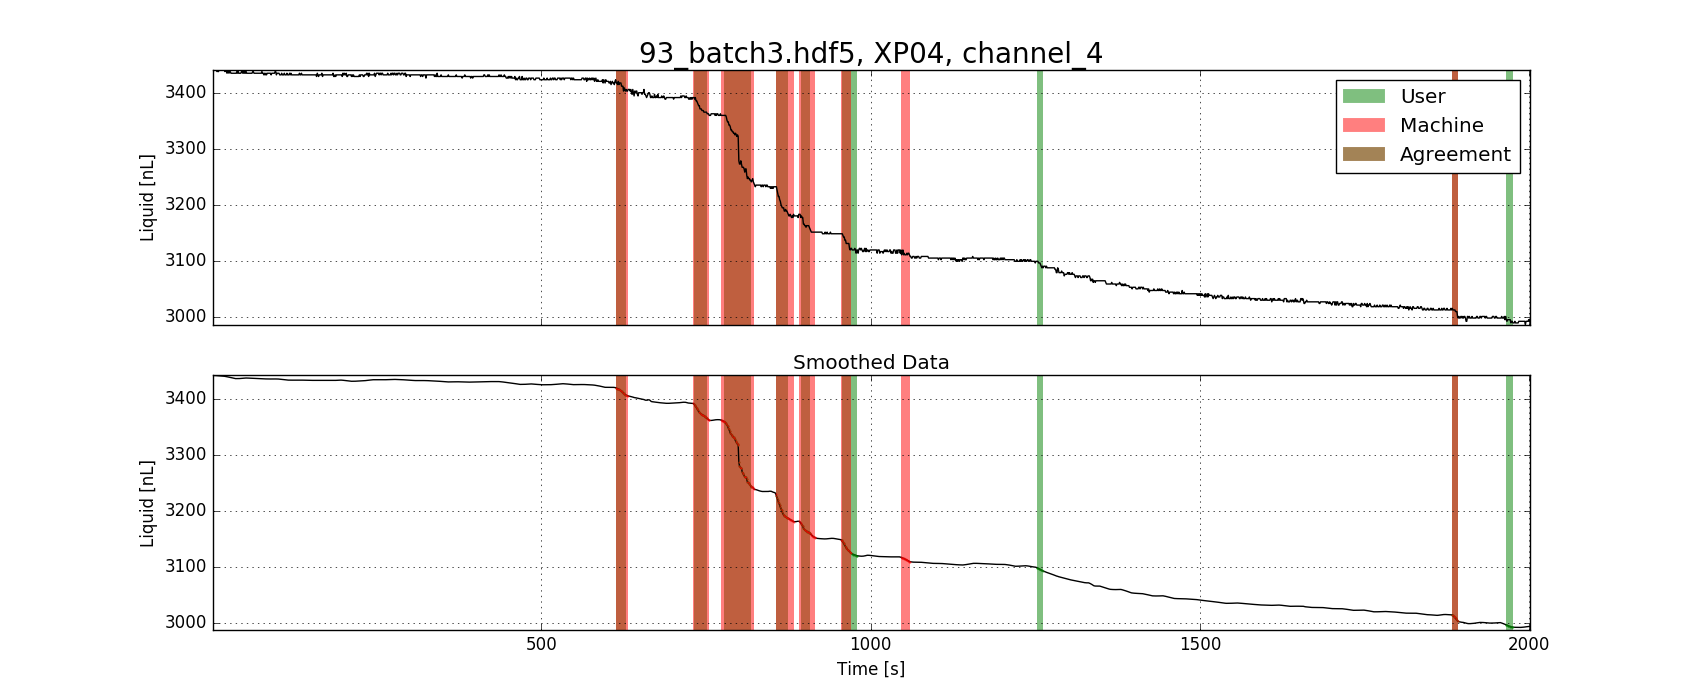 93_batch3.hdf5, XP04, channel_4
3400
3300
3200
3100
3000
Liquid [nL]
User
Machine
Agreement
Smoothed Data
3400
3300
3200
3100
3000
Liquid [nL]
500
1000
1500
2000
Time [s]